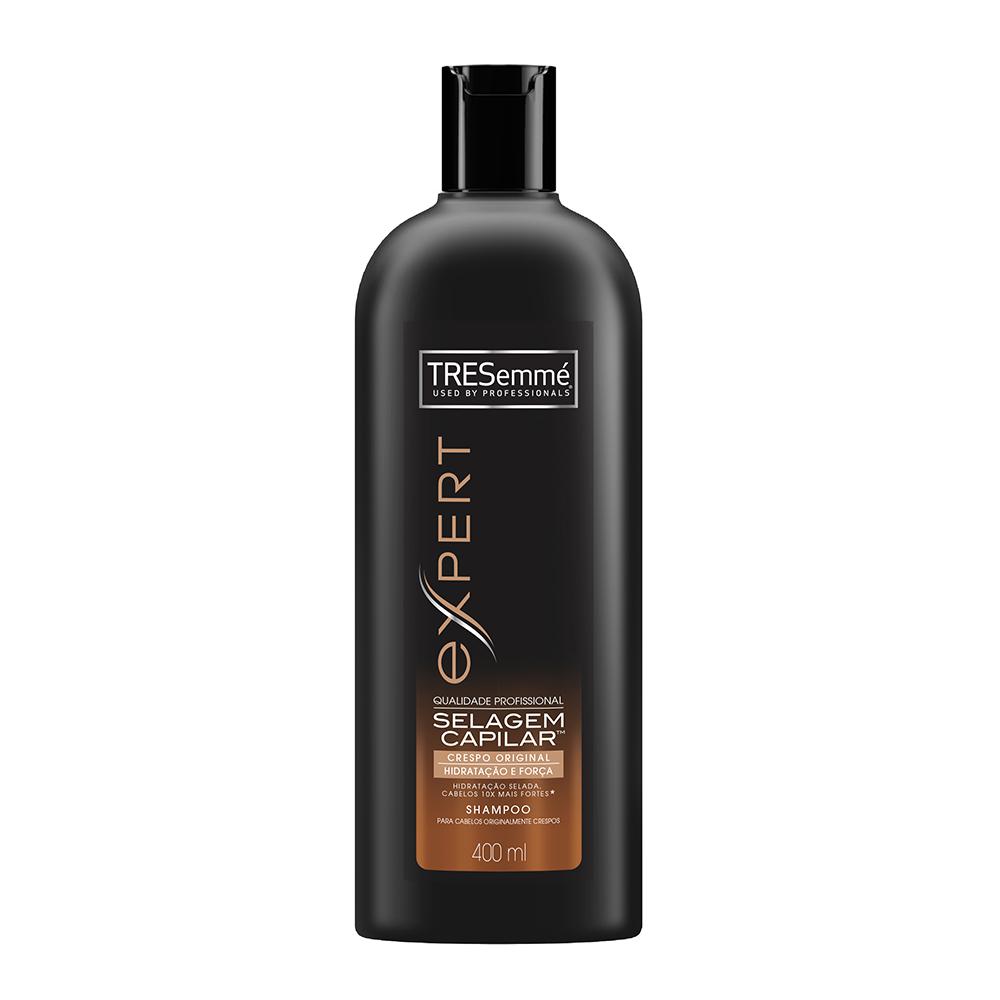 TRESemmé®
USED BY PROFESSIONALS
eXPERT
QUALIDADE PROFISSIONAL
SELAGEM
CAPILAR™
CRESPO ORIGINAL
HIDRATAÇÃO E FORÇA
HIDRATAÇÃO SELADA,
CABELOS 10X MAIS FORTES*
SHAMPOO
PARA CABELOS ORIGINALMENTE CRESPOS
400 ml